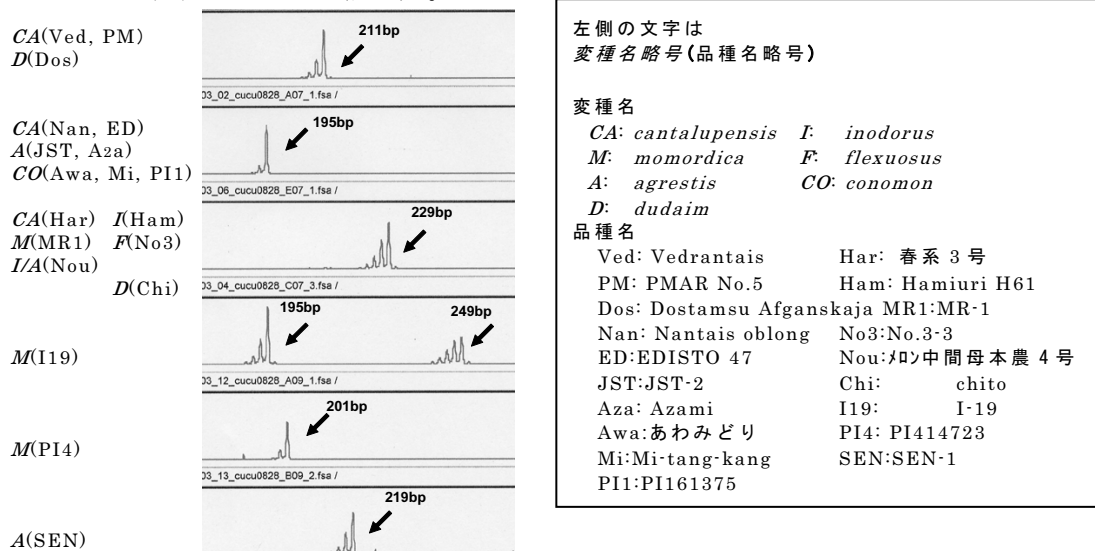 CA(Ved, PM)
D(Dos)
211bp
03_02_cucu0828_A07_1.fsa /
CA(Nan, ED)
A(JST, A2a)
CO(Awa, Mi, PI1)
195bp
03_06_cucu0828_E07_1.fsa /
CA(Har) I(Ham)
M(MR1) F(No3)
I/A(Nou)
D(Chi)
229bp
03_04_cucu0828_C07_3.fsa /
M(I19)
195bp 249bp
03_12_cucu0828_A09_1.fsa /
M(PI4)
201bp
03_13_cucu0828_B09_2.fsa /
A(SEN)
219bp
左側の文字は
変種名略号(品種名略号)
変種名
CA: cantalupensis I: inodorus
M: momordica F: flexuosus
A: agrestis CO: conomon
D: dudaim
品種名
Ved: Vedrantais Har: 春系 3 号
PM: PMAR No.5 Ham: Hamiuri H61
Dos: Dostamsu Afganskaja MR1:MR-1
Nan: Nantais oblong No3:No.3-3
ED:EDISTO 47 Nou:ﾒﾛﾝ中間母本農 4 号
JST:JST-2 Chi: chito
Aza: Azami I19: I-19
Awa:あわみどり PI4: PI414723
Mi:Mi-tang-kang SEN:SEN-1
PI1:PI161375